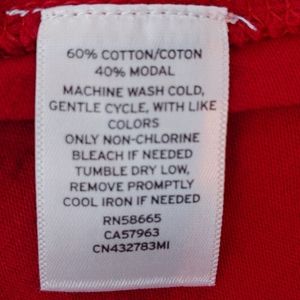 60% COTTON/COTON
40% MODAL
MACHINE WASH COLD,
GENTLE CYCLE, WITH LIKE
COLORS
ONLY NON-CHLORINE
BLEACH IF NEEDED
TUMBLE DRY LOW,
REMOVE PROMPTLY
COOL IRON IF NEEDED
RN58665
CA57963
CN432783MI